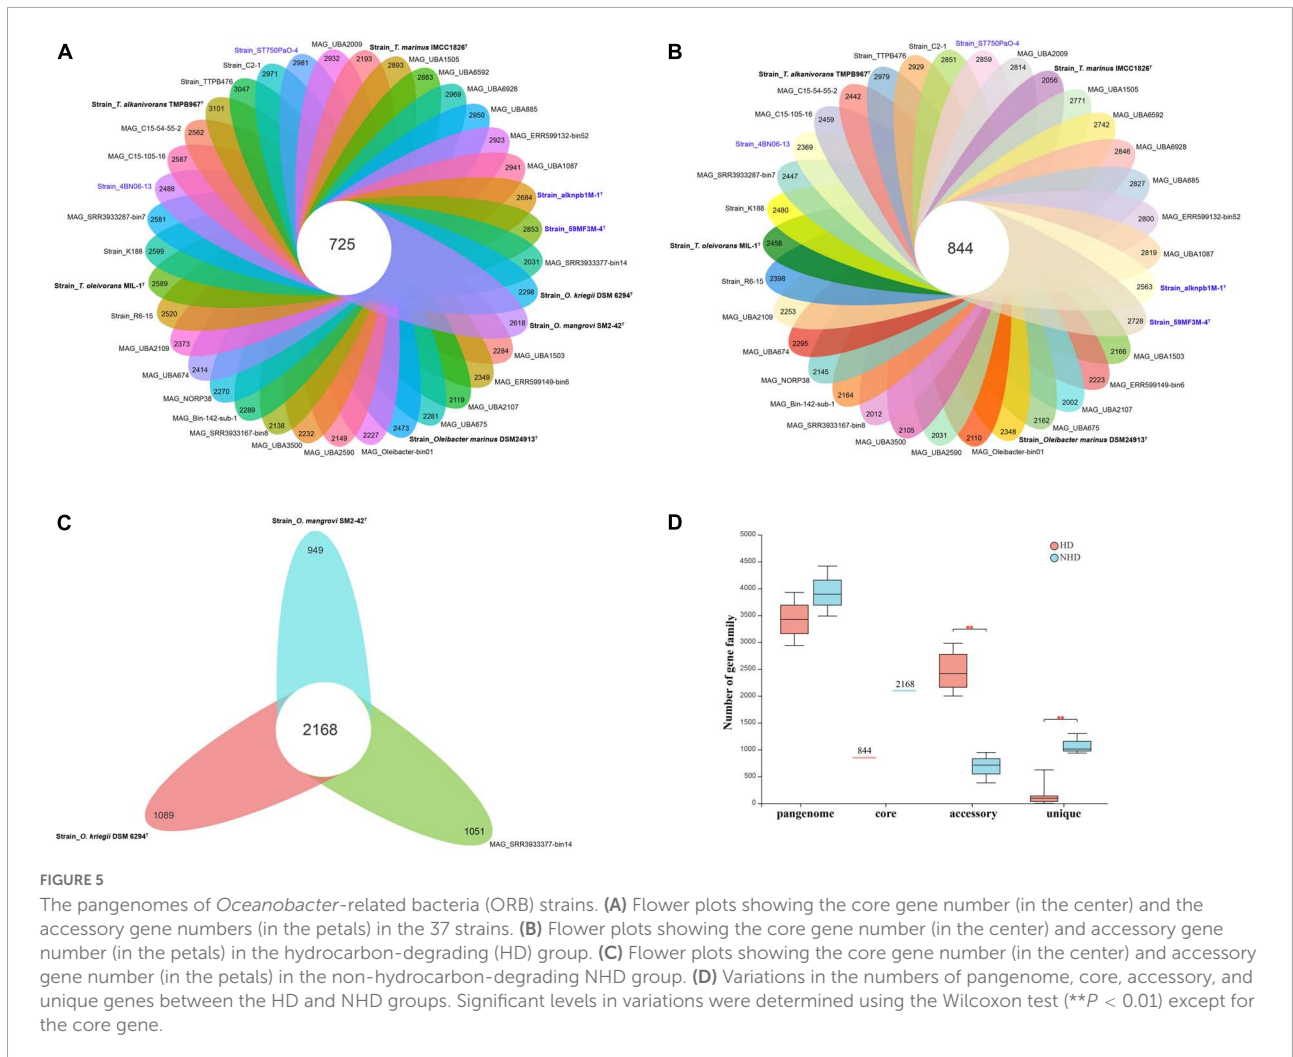 A
Strain_ST750PaO-4
MAG_UBA2009
Strain_T. marinus IMCC1826ᵀ
MAG_UBA1505
MAG_UBA6592
MAG_UBA6928
MAG_UBA885
MAG_ERR599132-bin52
MAG_UBA1087
Strain_alknpb1M-1ᵀ
Strain_59MF3M-4ᵀ
MAG_SRR3933377-bin14
Strain_O. kriegii DSM 6294ᵀ
Strain_O. mangrovi SM2-42ᵀ
MAG_UBA1503
MAG_ERR599149-bin6
MAG_UBA2107
MAG_UBA675
Strain_Oleibacter marinus DSM24913ᵀ
MAG_Oleibacter-bin01
MAG_UBA2590
MAG_UBA3500
MAG_SRR3933167-bin8
MAG_Bin-142-sub-1
MAG_NORP38
MAG_UBA674
MAG_UBA2109
Strain_R6-15
Strain_T. oleivorans MIL-1ᵀ
Strain_K188
MAG_SRR3933287-bin7
Strain_4BN06-13
MAG_C15-105-16
MAG_C15-54-55-2
Strain_T. alkanivorans TMPB967ᵀ
Strain_TTPB476
Strain_C2-1
2981
2932
2193
2893
2863
2969
2950
2923
2941
2684
2853
2031
2298
2618
2284
2349
2119
2281
2473
2227
2149
2232
2138
2289
2270
2414
2373
2520
2589
2599
2581
2488
2587
2562
3101
3047
2971
725
B
Strain_ST750PaO-4
MAG_UBA2009
Strain_T. marinus IMCC1826ᵀ
MAG_UBA1505
MAG_UBA6592
MAG_UBA6928
MAG_UBA885
MAG_ERR599132-bin52
MAG_UBA1087
Strain_alknpb1M-1ᵀ
Strain_59MF3M-4ᵀ
MAG_UBA1503
MAG_ERR599149-bin6
MAG_UBA2107
MAG_UBA675
Strain_Oleibacter marinus DSM24913ᵀ
MAG_Oleibacter-bin01
MAG_UBA2590
MAG_UBA3500
MAG_SRR3933167-bin8
MAG_Bin-142-sub-1
MAG_NORP38
MAG_UBA674
MAG_UBA2109
Strain_R6-15
Strain_T. oleivorans MIL-1ᵀ
Strain_K188
MAG_SRR3933287-bin7
Strain_4BN06-13
MAG_C15-105-16
MAG_C15-54-55-2
Strain_T. alkanivorans TMPB967ᵀ
Strain_TTPB476
Strain_C2-1
2859
2814
2056
2771
2742
2846
2827
2800
2819
2563
2728
2166
2223
2002
2162
2348
2110
2031
2105
2012
2164
2145
2295
2253
2398
2458
2480
2447
2369
2459
2442
2979
2929
2851
844
C
Strain_O. mangrovi SM2-42ᵀ
949
2168
1089
Strain_O. kriegii DSM 6294ᵀ
1051
MAG_SRR3933377-bin14
D
Number of gene family
5000
4500
4000
3500
3000
2500
2000
1500
1000
500
0
HD
NHD
844
2168
**
**
pangenome core accessory unique
FIGURE 5
The pangenomes of Oceanobacter-related bacteria (ORB) strains. (A) Flower plots showing the core gene number (in the center) and the
accessory gene numbers (in the petals) in the 37 strains. (B) Flower plots showing the core gene number (in the center) and accessory gene
number (in the petals) in the hydrocarbon-degrading (HD) group. (C) Flower plots showing the core gene number (in the center) and accessory
gene number (in the petals) in the non-hydrocarbon-degrading NHD group. (D) Variations in the numbers of pangenome, core, accessory, and
unique genes between the HD and NHD groups. Significant levels in variations were determined using the Wilcoxon test (**P < 0.01) except for
the core gene.